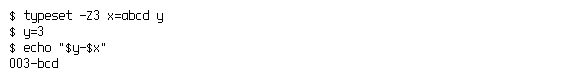 $ typeset -Z3 x=abcd y
$ y=3
$ echo "$y-$x"
003-bcd